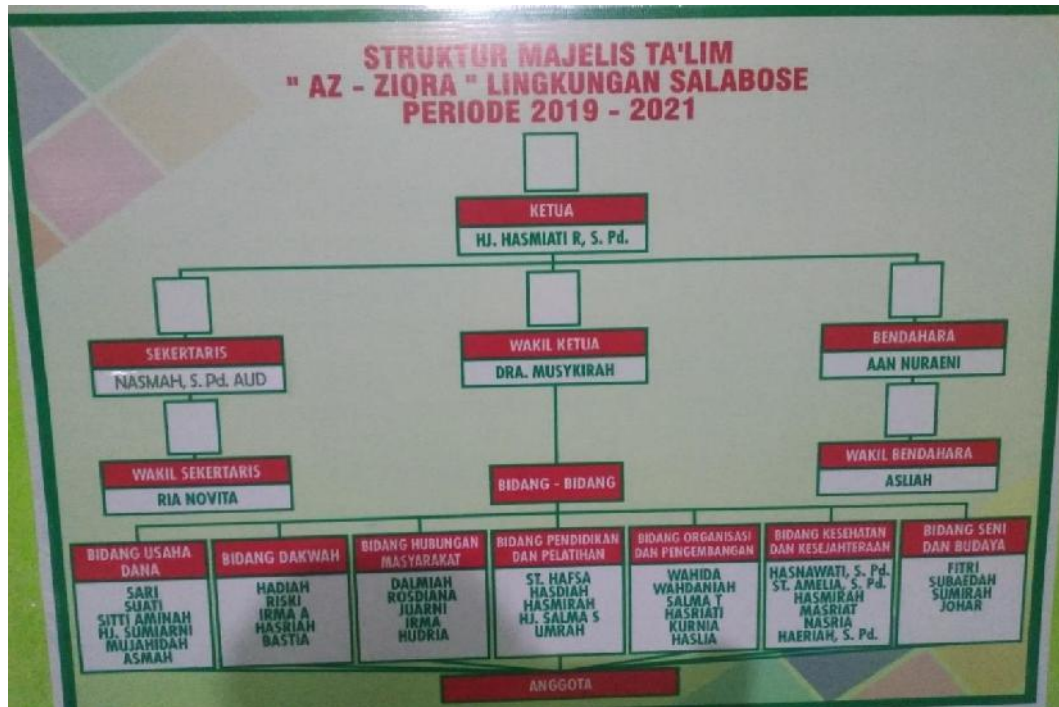 STRUKTUR MAJELIS TA'LIM
" AZ - ZIQRA " LINGKUNGAN SALABOSE
PERIODE 2019 - 2021
KETUA
HJ. HASMIATI R, S. Pd.
SEKERTARIS
NASMAH, S. Pd. AUD
WAKIL KETUA
DRA. MUSYKIRAH
BENDAHARA
AAN NURAENI
WAKIL SEKERTARIS
RIA NOVITA
BIDANG - BIDANG
WAKIL BENDAHARA
ASLIAH
BIDANG USAHA
DANA
SARI
SUATI
SITTI AMINAH
HJ. SUMIARNI
MUJAHIDAH
ASMAH
BIDANG DAKWAH
HADIAH
RISKI
IRMA A
HASRIAH
BASTIA
BIDANG HUBUNGAN
MASYARAKAT
DALMIAH
ROSDIANA
JUARNI
IRMA
HUDRIA
BIDANG PENDIDIKAN
DAN PELATIHAN
ST. HAFSA
HASDIAH
HASMIRAH
HJ. SALMA S
UMRAH
BIDANG ORGANISASI
DAN PENGEMBANGAN
WAHIDA
WAHDANIAH
SALMA T
HASRIATI
KURNIA
HASLIA
BIDANG KESEHATAN
DAN KESEJAHTERAAN
HASNAWATI, S. Pd.
ST. AMELIA, S. Pd.
HASMIRAH
MASRIAT
NASRIA
HAERIAH, S. Pd.
BIDANG SENI
DAN BUDAYA
FITRI
SUBAEDAH
SUMIRAH
JOHAR
ANGGOTA